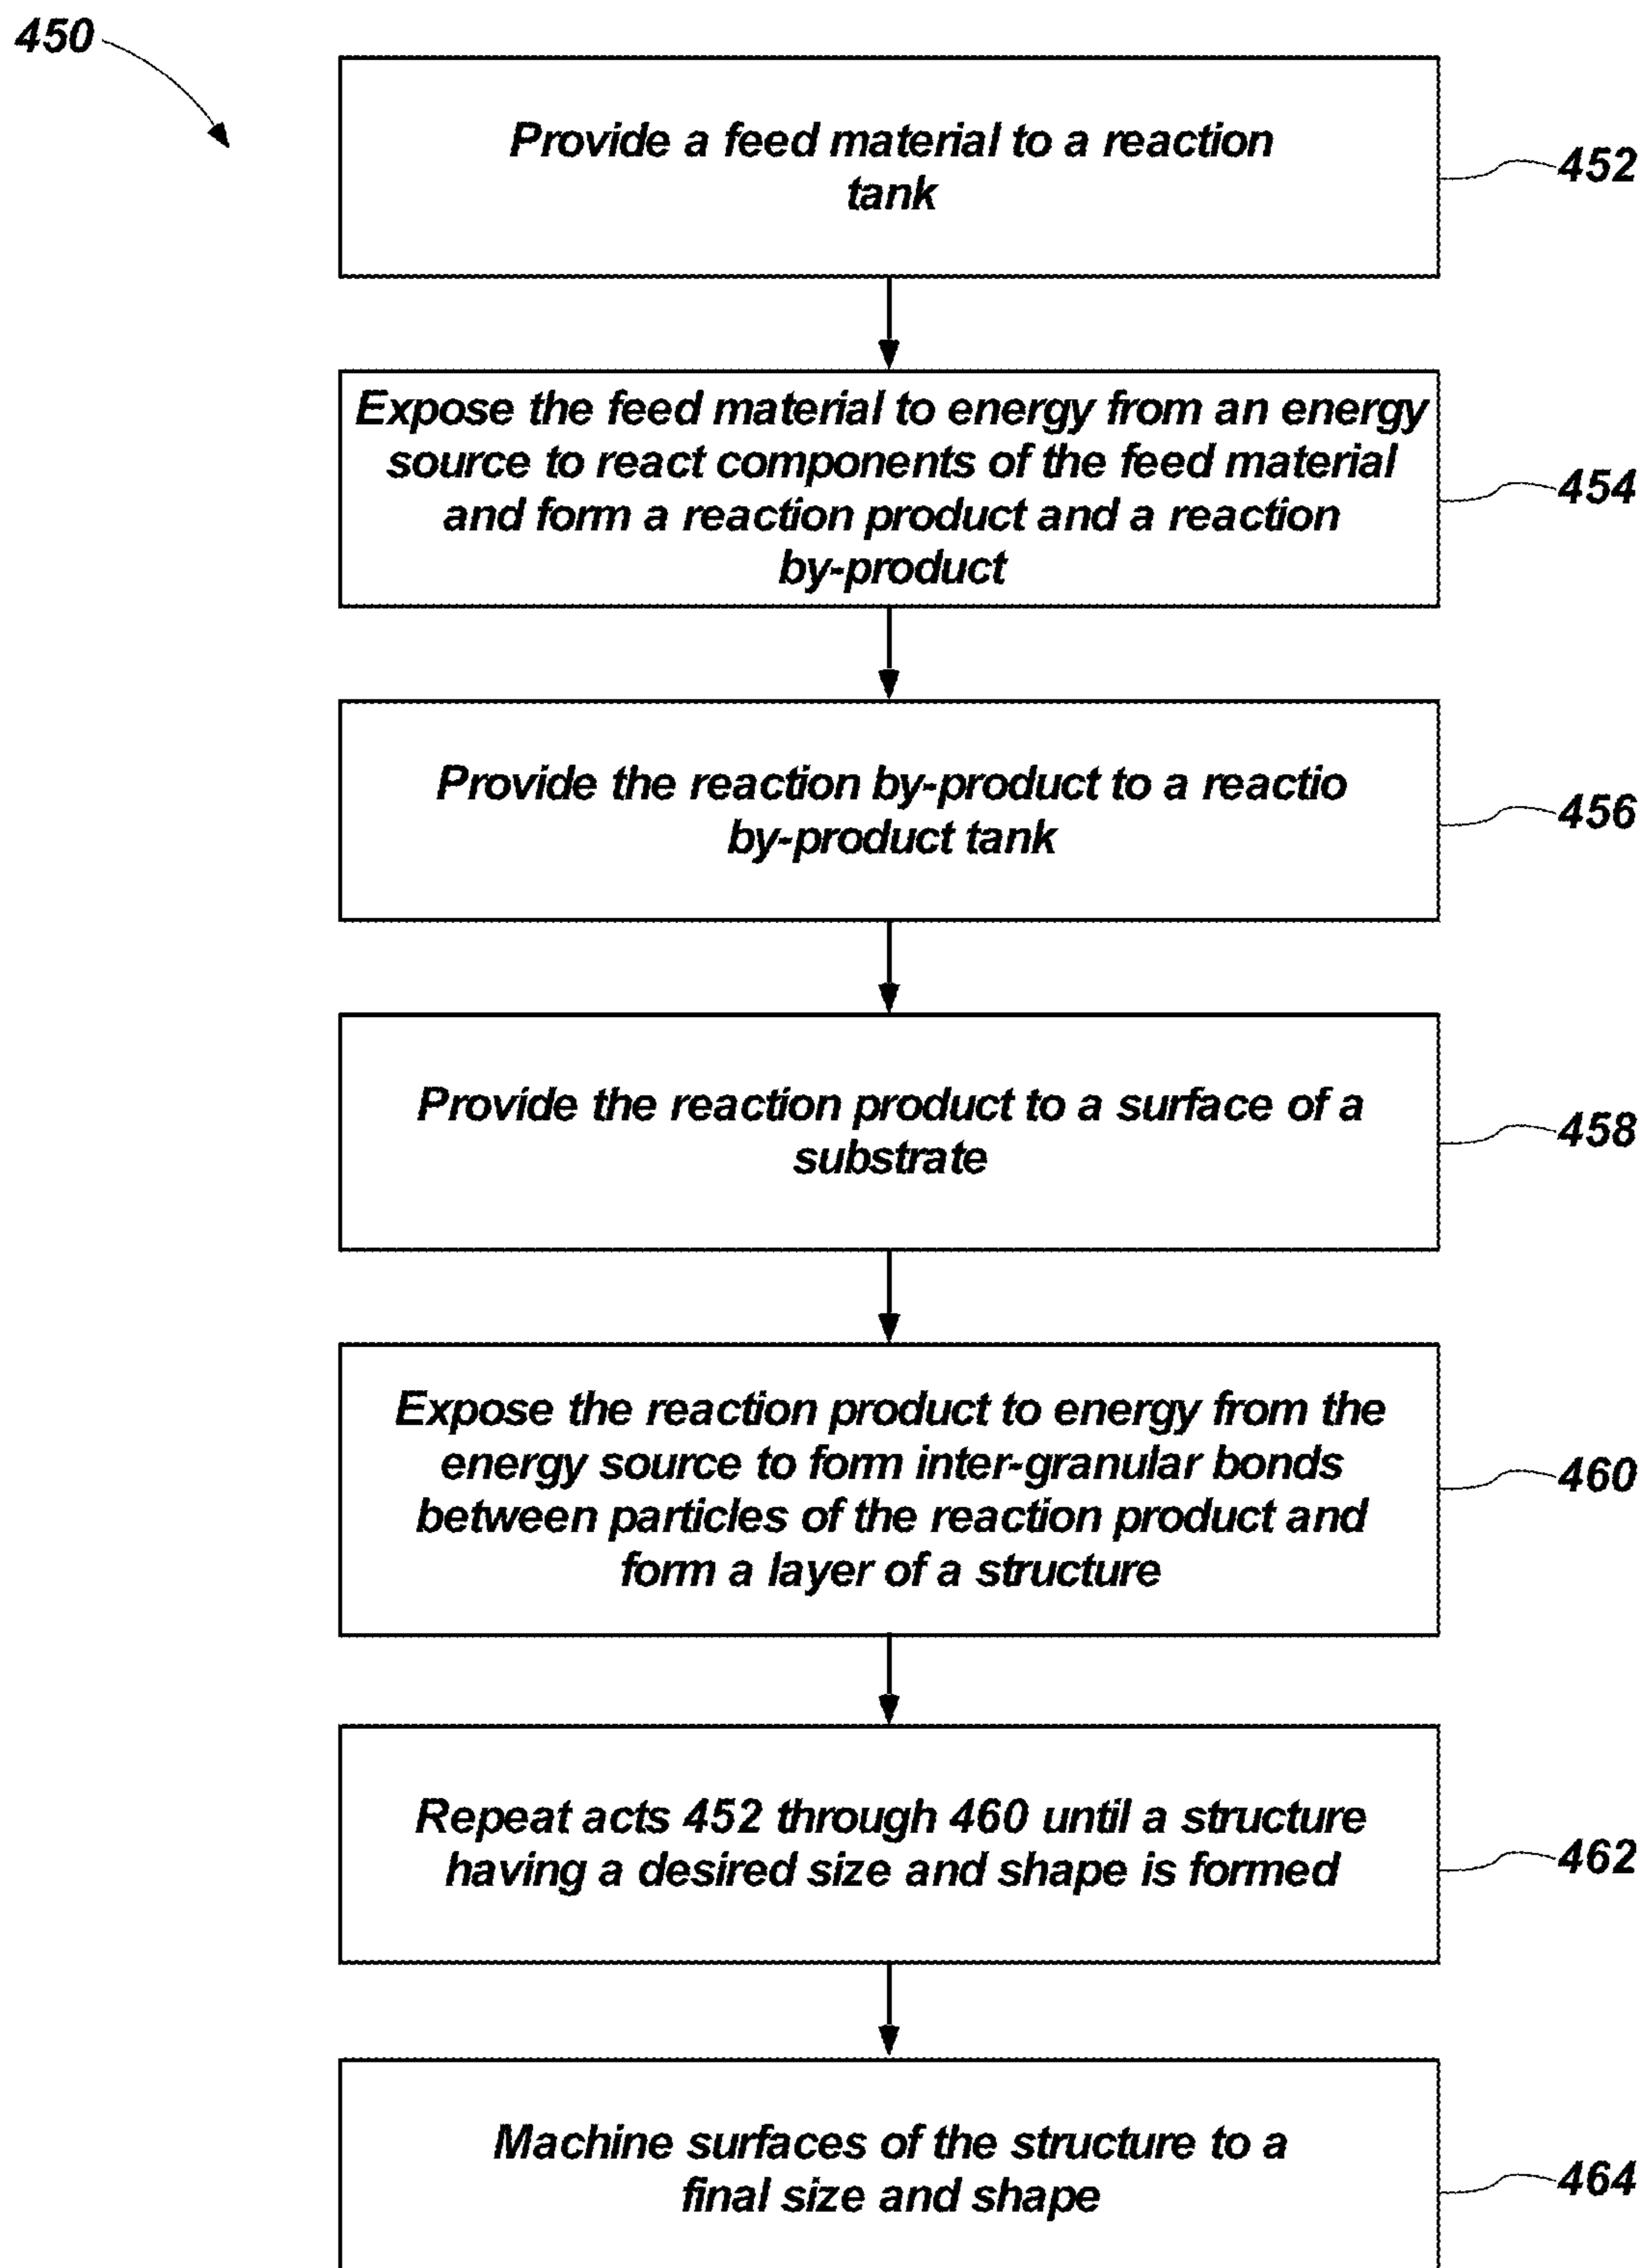 450
Provide a feed material to a reaction
tank
452
Expose the feed material to energy from an energy
source to react components of the feed material
and form a reaction product and a reaction
by-product
454
Provide the reaction by-product to a reactio
by-product tank
456
Provide the reaction product to a surface of a
substrate
458
Expose the reaction product to energy from the
energy source to form inter-granular bonds
between particles of the reaction product and
form a layer of a structure
460
Repeat acts 452 through 460 until a structure
having a desired size and shape is formed
462
Machine surfaces of the structure to a
final size and shape
464